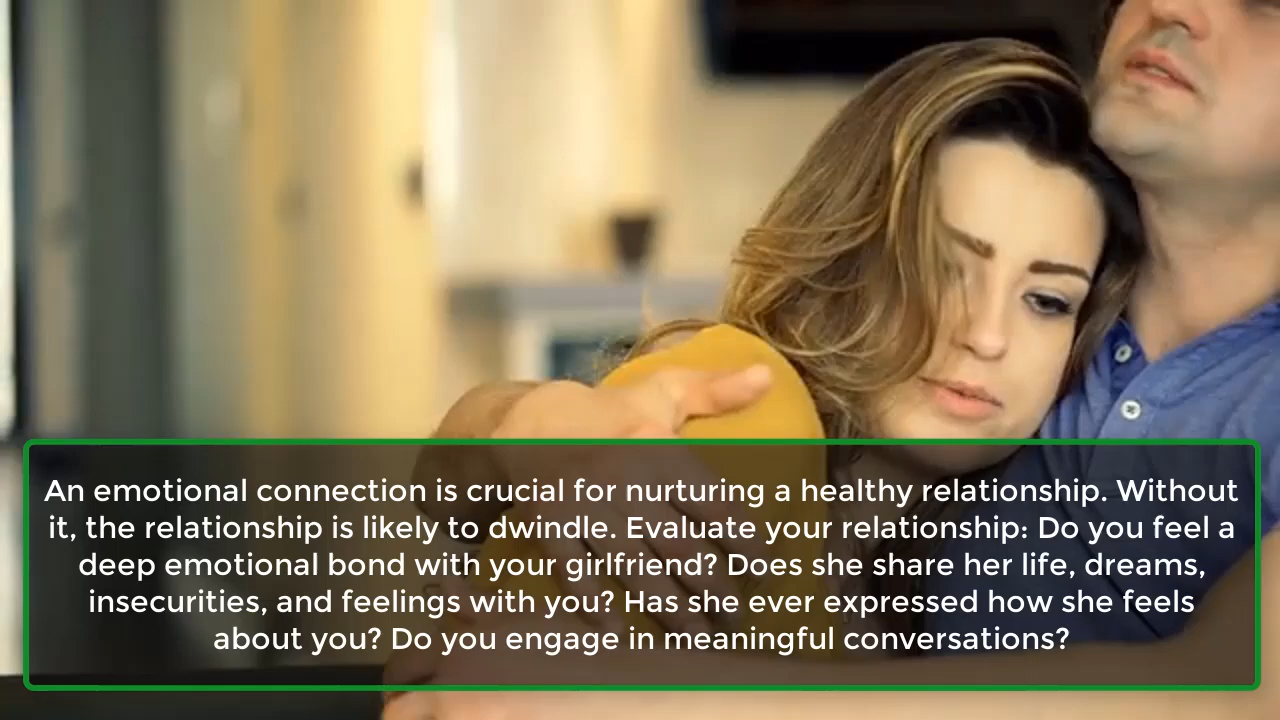 An emotional connection is crucial for nurturing a healthy relationship. Without
it, the relationship is likely to dwindle. Evaluate your relationship: Do you feel a
deep emotional bond with your girlfriend? Does she share her life, dreams,
insecurities, and feelings with you? Has she ever expressed how she feels
about you? Do you engage in meaningful conversations?